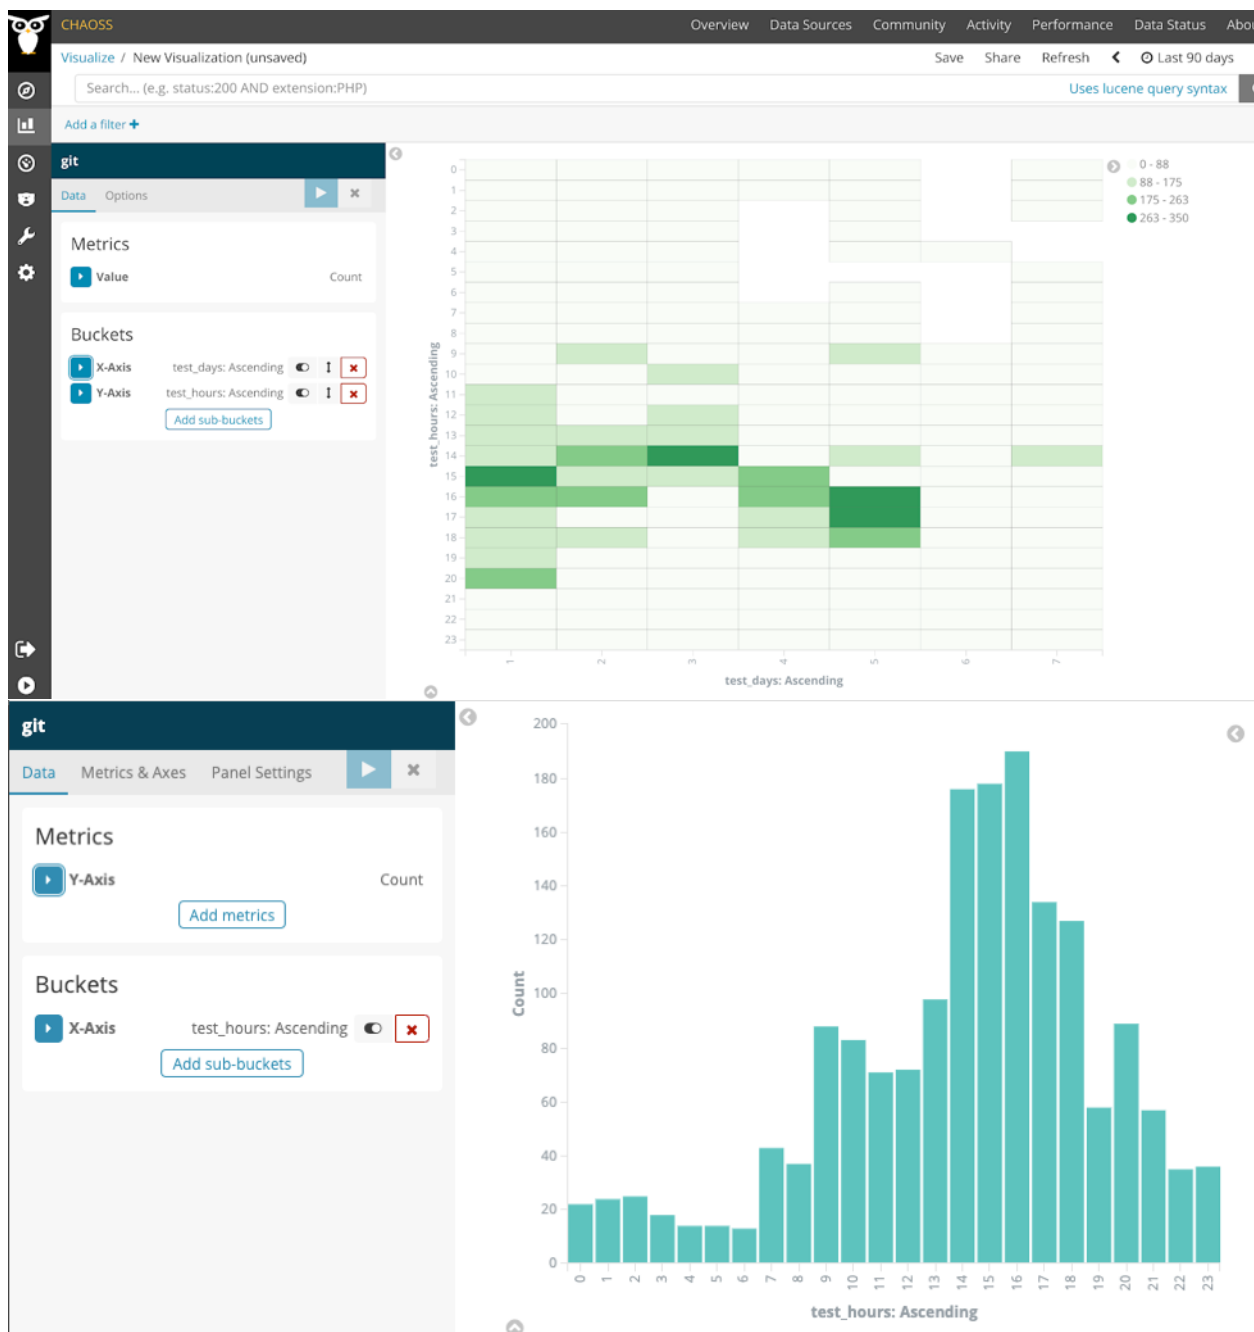 CHAOSS Overview Data Sources Community Activity Performance Data Status Abou
Visualize / New Visualization (unsaved) Save Share Refresh Last 90 days
Search... (e.g. status:200 AND extension:PHP) Uses lucene query syntax
Add a filter +
git
Data Options
Metrics
Value Count
Buckets
X-Axis test_days: Ascending
Y-Axis test_hours: Ascending
Add sub-buckets
test_hours: Ascending
0
1
2
3
4
5
6
7
8
9
10
11
12
13
14
15
16
17
18
19
20
21
22
23
1 2 3 4 5 6 7
test_days: Ascending
0 - 88
88 - 175
175 - 263
263 - 350
git
Data Metrics & Axes Panel Settings
Metrics
Y-Axis Count
Add metrics
Buckets
X-Axis test_hours: Ascending
Add sub-buckets
Count
200
180
160
140
120
100
80
60
40
20
0
0 1 2 3 4 5 6 7 8 9 10 11 12 13 14 15 16 17 18 19 20 21 22 23
test_hours: Ascending